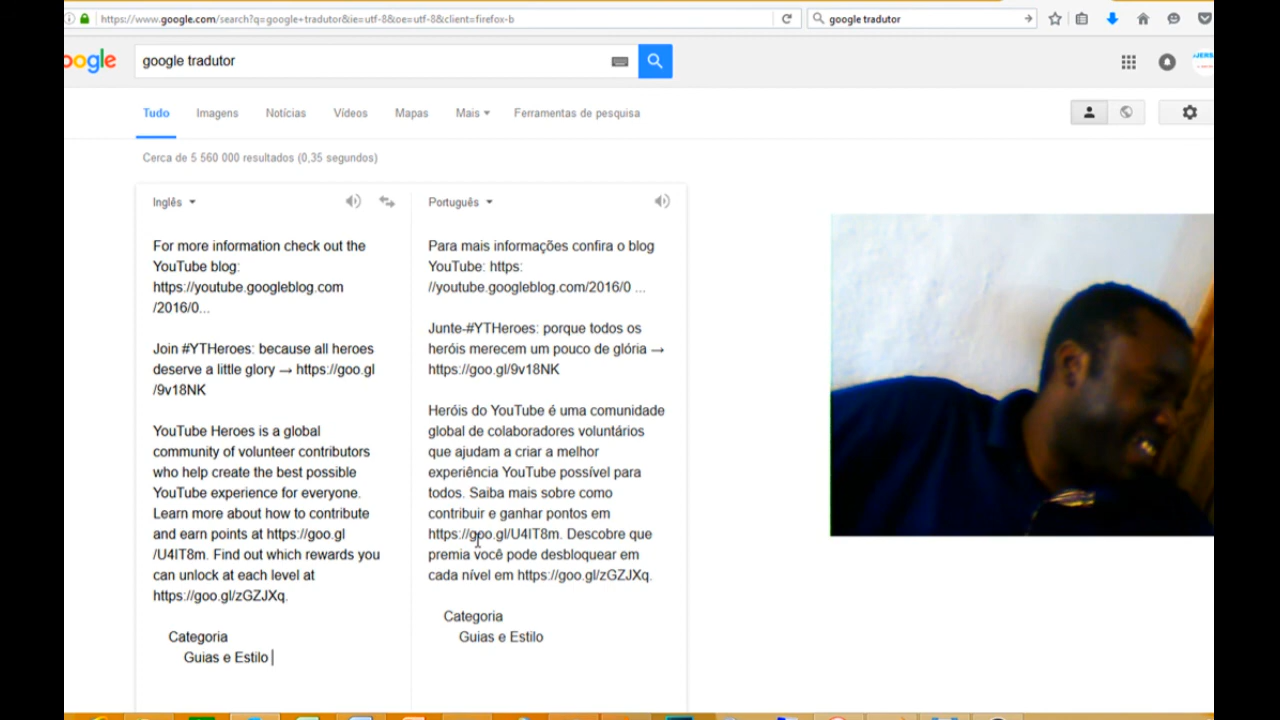 https://www.google.com/search?q=google+tradutor&ie=utf-8&oe=utf-8&client=firefox-b
google tradutor
oogle
google tradutor
Tudo Imagens Notícias Vídeos Mapas Mais Ferramentas de pesquisa
Cerca de 5 560 000 resultados (0,35 segundos)
Inglês
For more information check out the
YouTube blog:
https://youtube.googleblog.com
/2016/0...
Join #YTHeroes: because all heroes
deserve a little glory → https://goo.gl
/9v18NK
YouTube Heroes is a global
community of volunteer contributors
who help create the best possible
YouTube experience for everyone.
Learn more about how to contribute
and earn points at https://goo.gl
/U4IT8m. Find out which rewards you
can unlock at each level at
https://goo.gl/zGZJXq.
Categoria
Guias e Estilo
Português
Para mais informações confira o blog
YouTube: https:
//youtube.googleblog.com/2016/0 ...
Junte-#YTHeroes: porque todos os
heróis merecem um pouco de glória →
https://goo.gl/9v18NK
Heróis do YouTube é uma comunidade
global de colaboradores voluntários
que ajudam a criar a melhor
experiência YouTube possível para
todos. Saiba mais sobre como
contribuir e ganhar pontos em
https://goo.gl/U4IT8m. Descobre que
premia você pode desbloquear em
cada nível em https://goo.gl/zGZJXq.
Categoria
Guias e Estilo